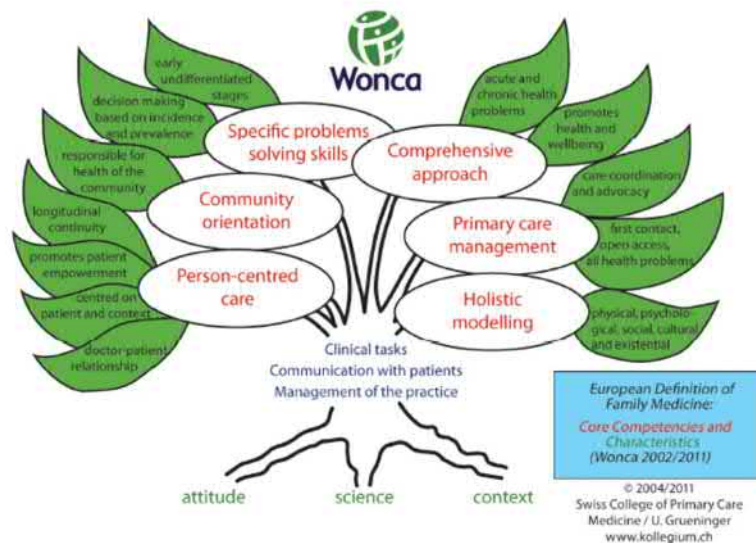 Wonca
early
undifferentiated
stages
decision making
based on incidence
and prevalence
responsible for
health of the
community
longitudinal
continuity
promotes patient
empowerment
centred on
patient and context
doctor-patient
relationship
Specific problems
solving skills
Community
orientation
Person-centred
care
Comprehensive
approach
Primary care
management
Holistic
modelling
acute and
chronic health
problems
promotes
health and
wellbeing
care coordination
and advocacy
first contact,
open access,
all health problems
physical, psycholo-
gical, social, cultural
and existential
Clinical tasks
Communication with patients
Management of the practice
attitude
science
context
European Definition of
Family Medicine:
Core Competencies and
Characteristics
(Wonca 2002/2011)
© 2004/2011
Swiss College of Primary Care
Medicine / U. Grueninger
www.kollegium.ch